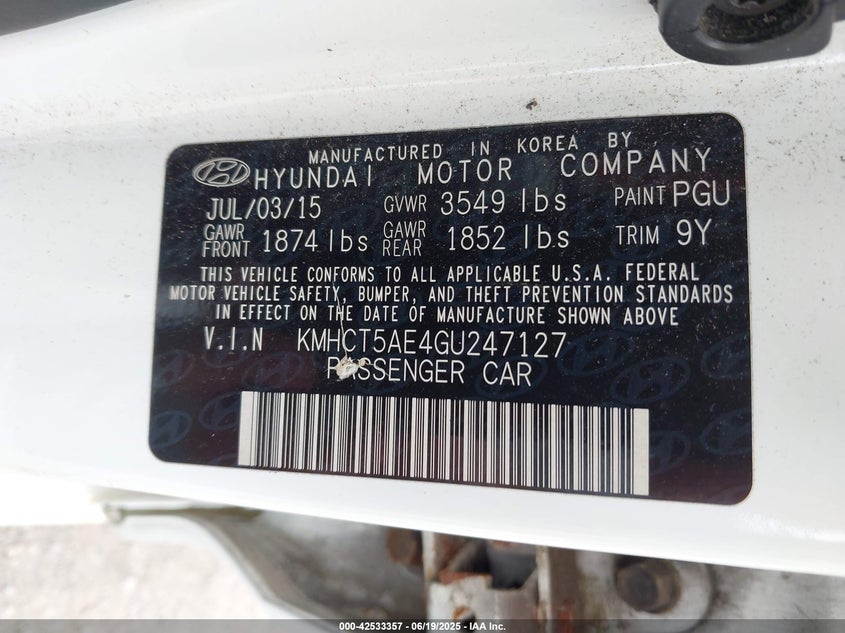 MANUFACTURED IN KOREA BY
HYUNDAI MOTOR COMPANY
JUL/03/15 GVWR 3549 lbs PAINT PGU
GAWR FRONT 1874 lbs GAWR REAR 1852 lbs TRIM 9Y
THIS VEHICLE CONFORMS TO ALL APPLICABLE U.S.A. FEDERAL
MOTOR VEHICLE SAFETY, BUMPER, AND THEFT PREVENTION STANDARDS
IN EFFECT ON THE DATE OF MANUFACTURE SHOWN ABOVE
V.I.N KMHCT5AE4GU247127
PASSENGER CAR
000-42533357 - 06/19/2025 - IAA Inc.